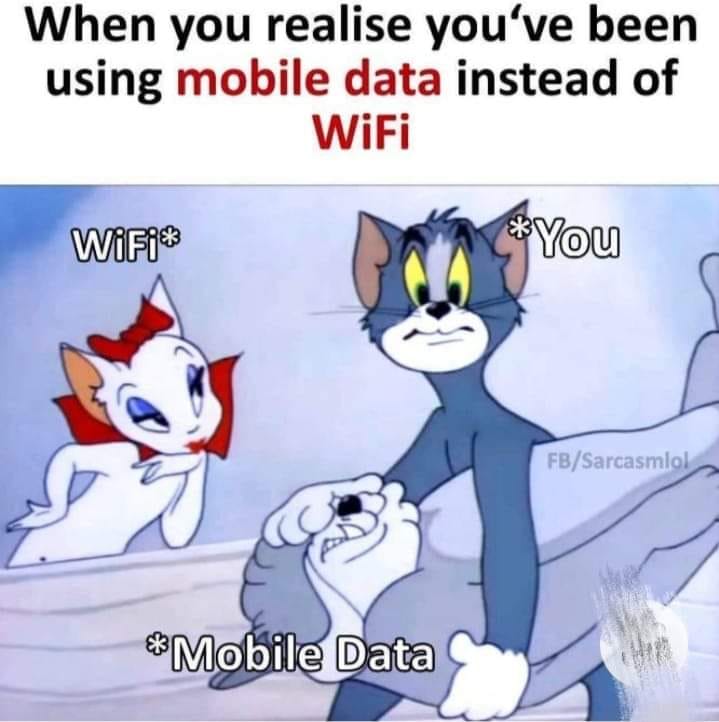 When you realise you've been
using mobile data instead of
WiFi
WiFi*
*You
FB/Sarcasmlol
*Mobile Data